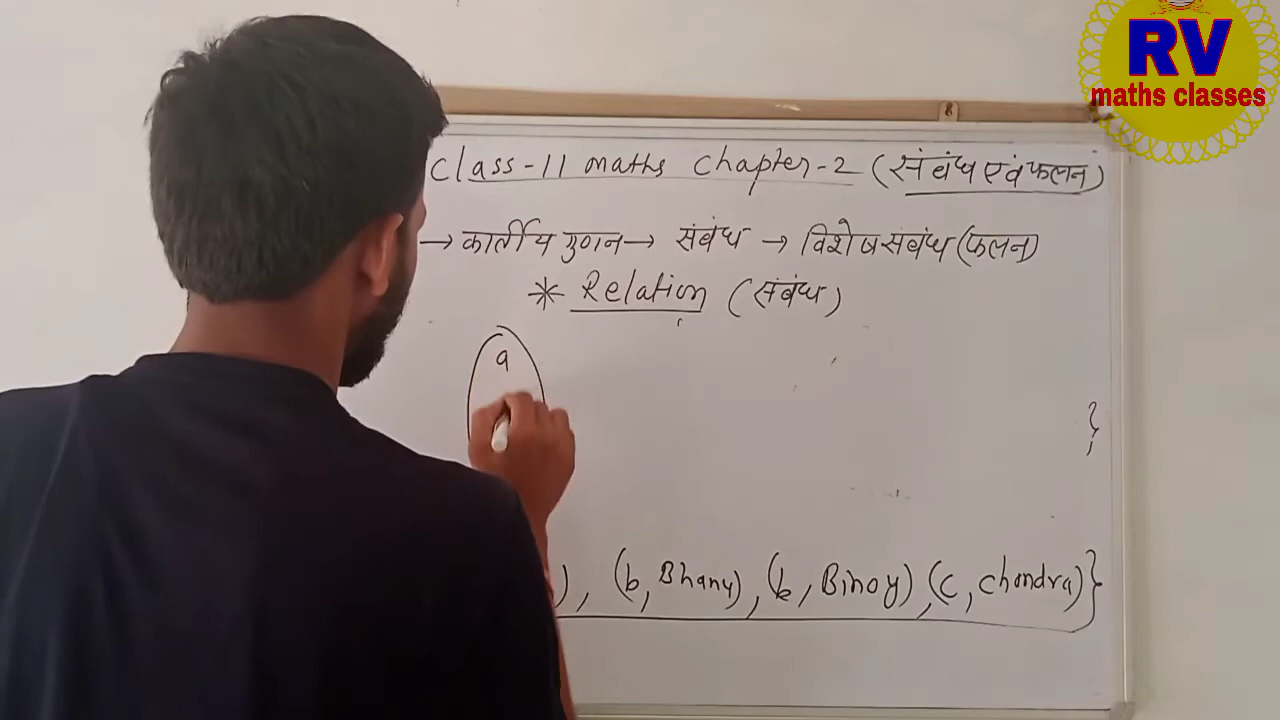 RV
maths classes
Class-11 maths Chapter-2 (संबंध एवं फलन)
→ कार्तीय गुणन → संबंध → विशेष संबंध (फलन)
* Relation (संबंध)
a
}
), (b, Bhanu), (b, Binoy), (c, Chandra)}